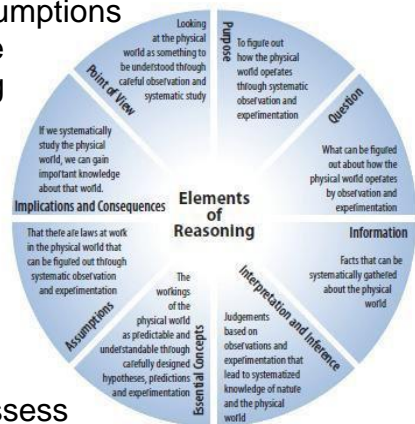 umptions
Purpose
To figure out
how the physical
world operates
through systematic
observation and
experimentation
Question
What can be figured
out about how the
physical world operates
by observation and
experimentation
Information
Facts that can be
systematically gathered
about the physical
world
Interpretation and Inference
Judgements
based on
observations and
experimentation that
lead to systematized
knowledge of nature
and the physical
world
Essential Concepts
The
workings
of the
physical world
as predictable and
understandable through
carefully designed
hypotheses, predictions
and experimentation
Assumptions
That there are laws at work
in the physical world that
can be figured out through
systematic observation
and experimentation
Implications and Consequences
If we systematically
study the physical
world, we can gain
important knowledge
about that world.
Point of View
Looking
at the physical
world as something to
be understood through
careful observation and
systematic study
Elements
of
Reasoning
ssess